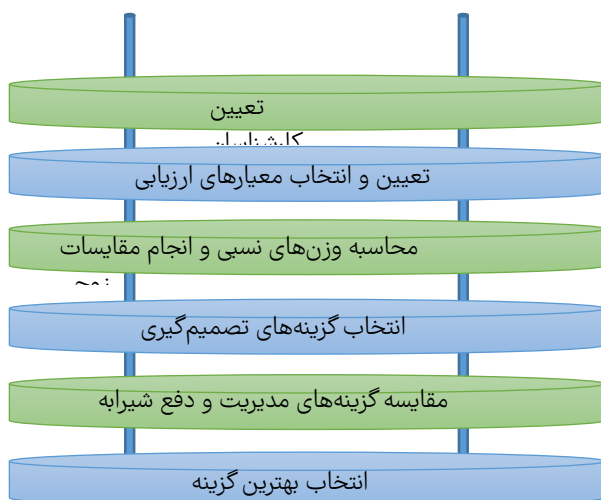 تعیین
کارشناسان
تعیین و انتخاب معیارهای ارزیابی
محاسبه وزن‌های نسبی و انجام مقایسات
انتخاب گزینه‌های تصمیم‌گیری
مقایسه گزینه‌های مدیریت و دفع شیرابه
انتخاب بهترین گزینه